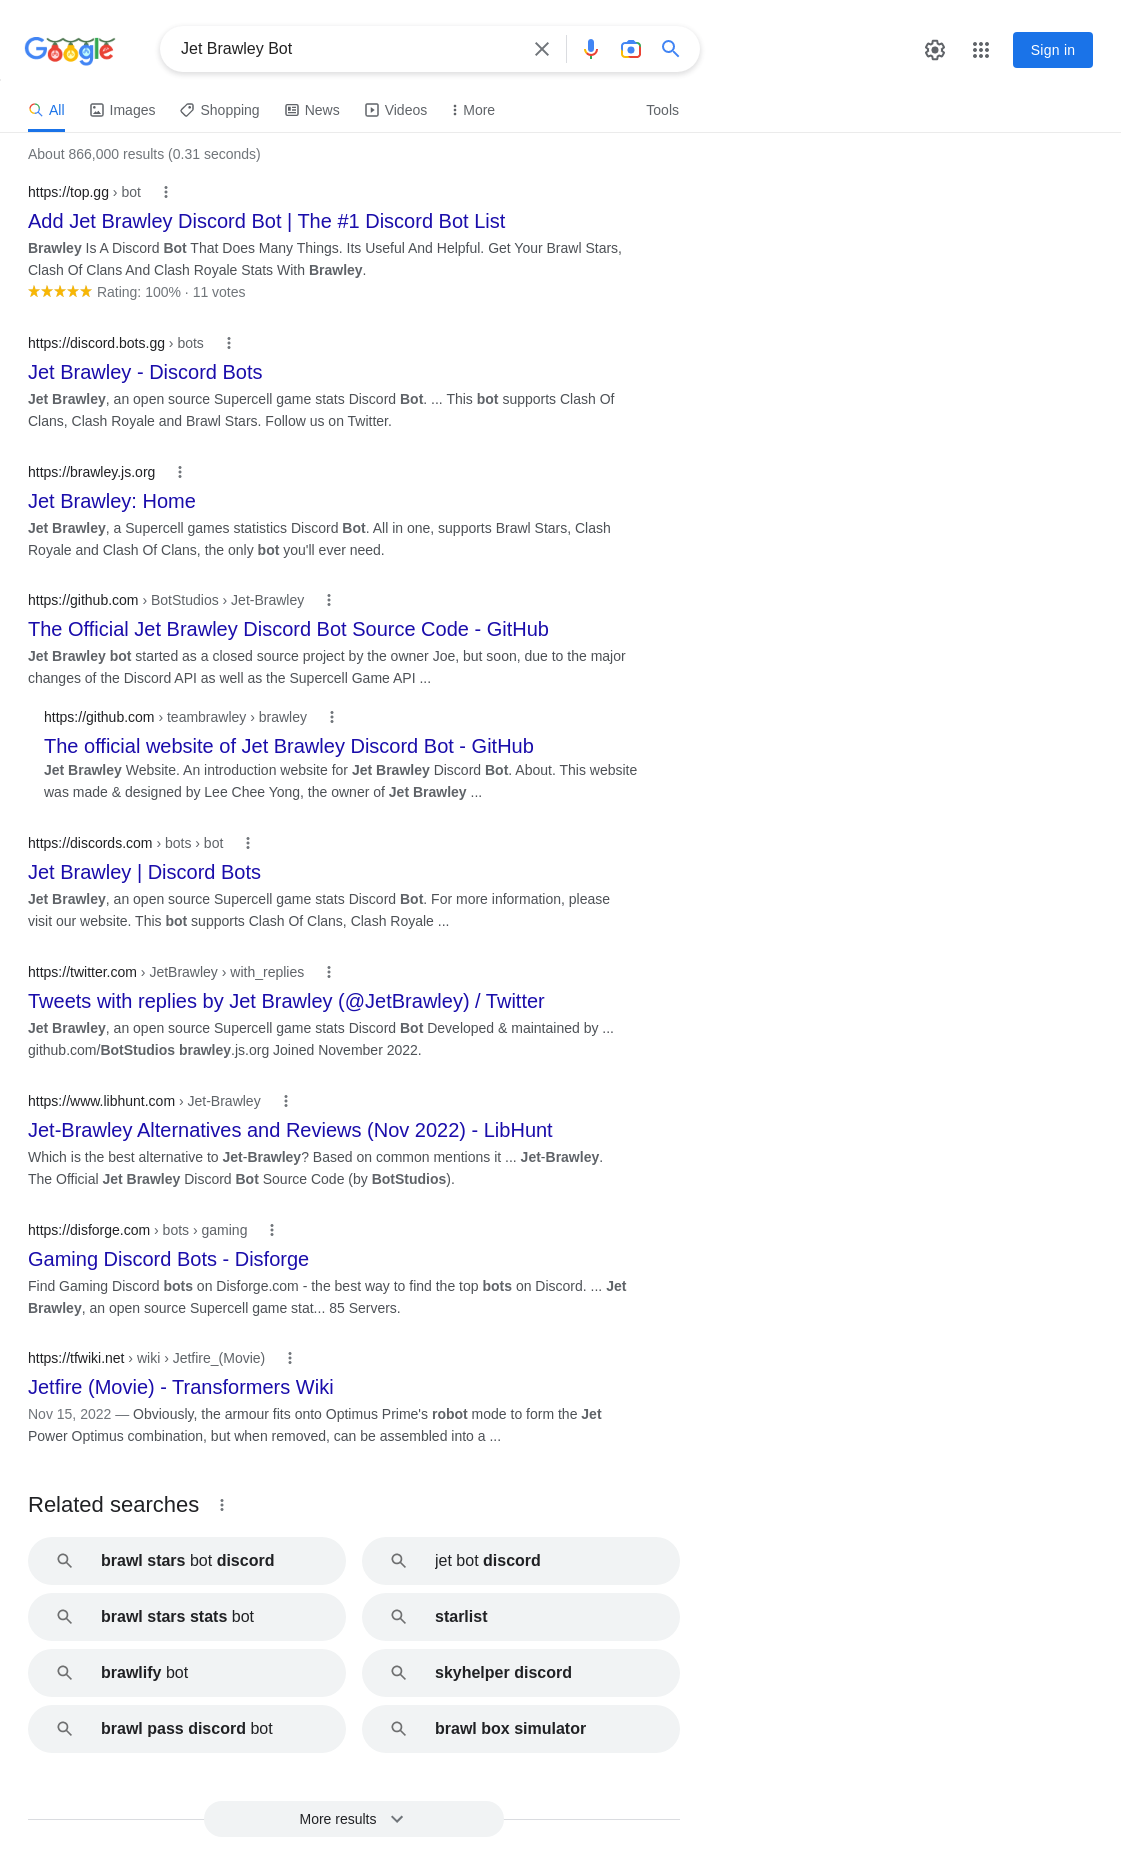 Google
Jet Brawley Bot
Sign in
All Images Shopping News Videos More Tools
About 866,000 results (0.31 seconds)
https://top.gg › bot
Add Jet Brawley Discord Bot | The #1 Discord Bot List
Brawley Is A Discord Bot That Does Many Things. Its Useful And Helpful. Get Your Brawl Stars,
Clash Of Clans And Clash Royale Stats With Brawley.
Rating: 100% · 11 votes
https://discord.bots.gg › bots
Jet Brawley - Discord Bots
Jet Brawley, an open source Supercell game stats Discord Bot. ... This bot supports Clash Of
Clans, Clash Royale and Brawl Stars. Follow us on Twitter.
https://brawley.js.org
Jet Brawley: Home
Jet Brawley, a Supercell games statistics Discord Bot. All in one, supports Brawl Stars, Clash
Royale and Clash Of Clans, the only bot you'll ever need.
https://github.com › BotStudios › Jet-Brawley
The Official Jet Brawley Discord Bot Source Code - GitHub
Jet Brawley bot started as a closed source project by the owner Joe, but soon, due to the major
changes of the Discord API as well as the Supercell Game API ...
https://github.com › teambrawley › brawley
The official website of Jet Brawley Discord Bot - GitHub
Jet Brawley Website. An introduction website for Jet Brawley Discord Bot. About. This website
was made & designed by Lee Chee Yong, the owner of Jet Brawley ...
https://discords.com › bots › bot
Jet Brawley | Discord Bots
Jet Brawley, an open source Supercell game stats Discord Bot. For more information, please
visit our website. This bot supports Clash Of Clans, Clash Royale ...
https://twitter.com › JetBrawley › with_replies
Tweets with replies by Jet Brawley (@JetBrawley) / Twitter
Jet Brawley, an open source Supercell game stats Discord Bot Developed & maintained by ...
github.com/BotStudios brawley.js.org Joined November 2022.
https://www.libhunt.com › Jet-Brawley
Jet-Brawley Alternatives and Reviews (Nov 2022) - LibHunt
Which is the best alternative to Jet-Brawley? Based on common mentions it ... Jet-Brawley.
The Official Jet Brawley Discord Bot Source Code (by BotStudios).
https://disforge.com › bots › gaming
Gaming Discord Bots - Disforge
Find Gaming Discord bots on Disforge.com - the best way to find the top bots on Discord. ... Jet
Brawley, an open source Supercell game stat... 85 Servers.
https://tfwiki.net › wiki › Jetfire_(Movie)
Jetfire (Movie) - Transformers Wiki
Nov 15, 2022 — Obviously, the armour fits onto Optimus Prime's robot mode to form the Jet
Power Optimus combination, but when removed, can be assembled into a ...
Related searches
brawl stars bot discord
jet bot discord
brawl stars stats bot
starlist
brawlify bot
skyhelper discord
brawl pass discord bot
brawl box simulator
More results